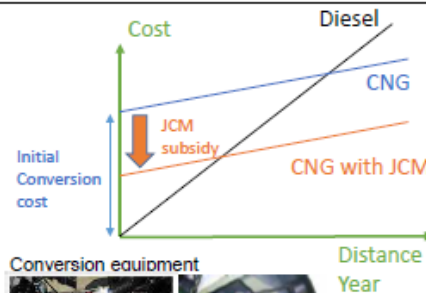 Cost
Diesel
CNG
JCM
subsidy
Initial
Conversion
cost
CNG with JCM
Distance
Year
Conversion equipment